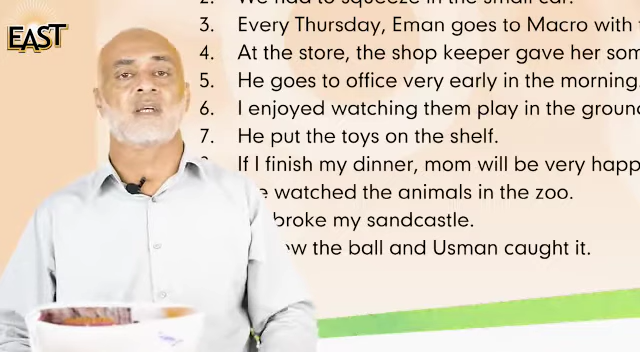 EAST
2. We had to squeeze in the small car.
3. Every Thursday, Eman goes to Macro with
4. At the store, the shop keeper gave her
5. He goes to office very early in the morning.
6. I enjoyed watching them play in the
7. He put the toys on the shelf.
If I finish my dinner, mom will be very
watched the animals in the zoo.
broke my sandcastle.
the ball and Usman caught it.